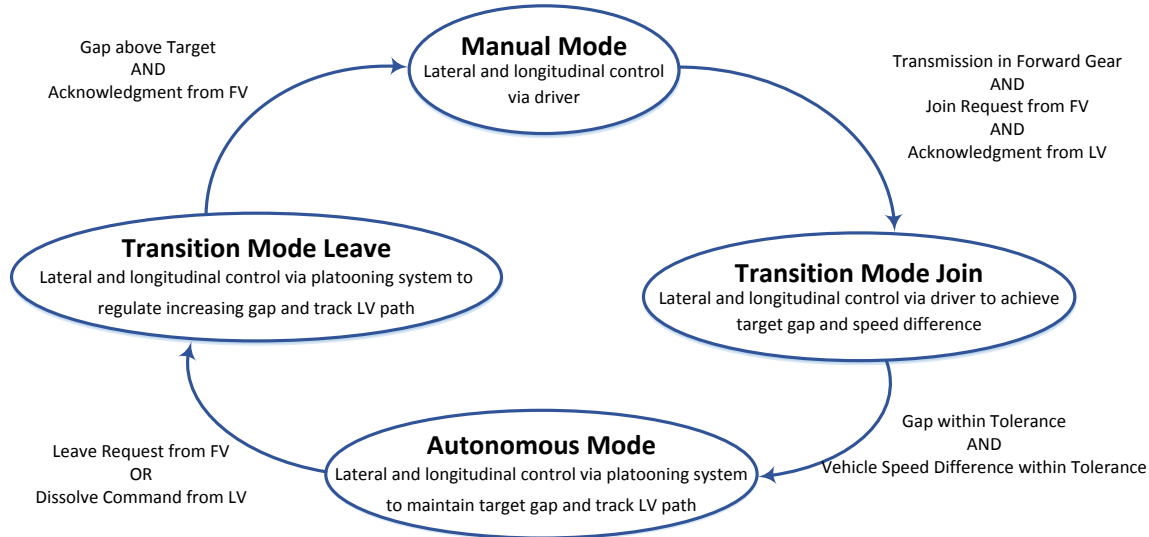 Manual Mode
Lateral and longitudinal control
via driver
Gap above Target
AND
Acknowledgment from FV
Transmission in Forward Gear
AND
Join Request from FV
AND
Acknowledgment from LV
Transition Mode Leave
Lateral and longitudinal control via platooning system to
regulate increasing gap and track LV path
Transition Mode Join
Lateral and longitudinal control via driver to achieve
target gap and speed difference
Gap within Tolerance
AND
Vehicle Speed Difference within Tolerance
Leave Request from FV
OR
Dissolve Command from LV
Autonomous Mode
Lateral and longitudinal control via platooning system
to maintain target gap and track LV path